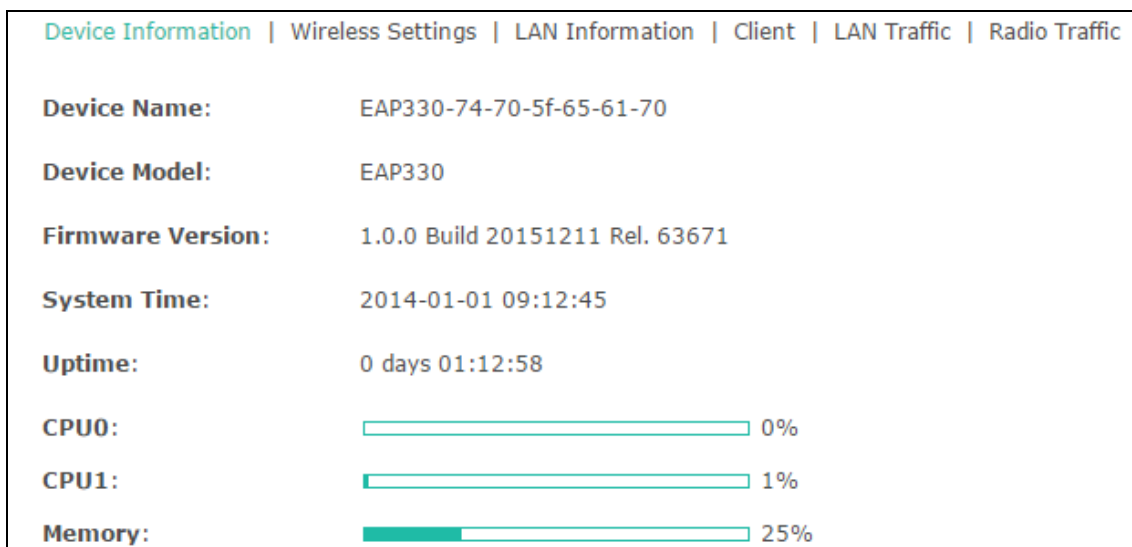 Device Information | Wireless Settings | LAN Information | Client | LAN Traffic | Radio Traffic
Device Name: EAP330-74-70-5f-65-61-70
Device Model: EAP330
Firmware Version: 1.0.0 Build 20151211 Rel. 63671
System Time: 2014-01-01 09:12:45
Uptime: 0 days 01:12:58
CPU0: 0%
CPU1: 1%
Memory: 25%